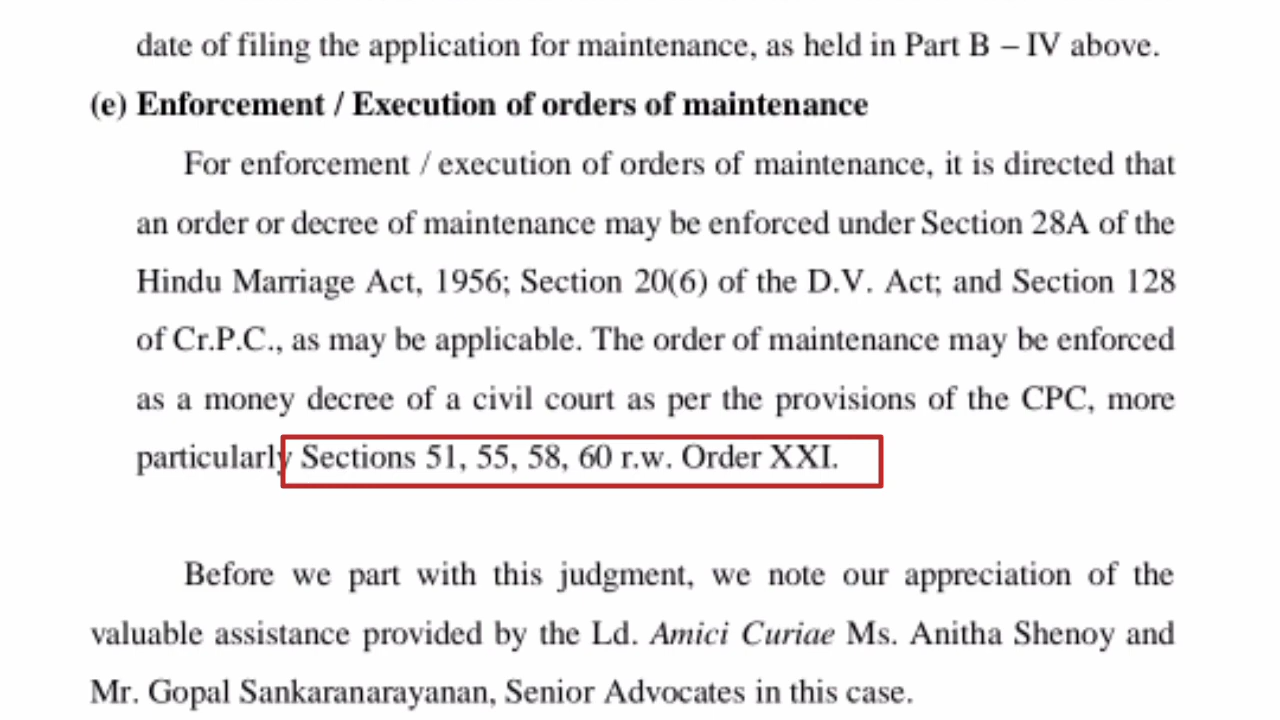 date of filing the application for maintenance, as held in Part B – IV above.
(e) Enforcement / Execution of orders of maintenance
For enforcement / execution of orders of maintenance, it is directed that
an order or decree of maintenance may be enforced under Section 28A of the
Hindu Marriage Act, 1956; Section 20(6) of the D.V. Act; and Section 128
of Cr.P.C., as may be applicable. The order of maintenance may be enforced
as a money decree of a civil court as per the provisions of the CPC, more
particularly Sections 51, 55, 58, 60 r.w. Order XXI.
Before we part with this judgment, we note our appreciation of the
valuable assistance provided by the Ld. Amici Curiae Ms. Anitha Shenoy and
Mr. Gopal Sankaranarayanan, Senior Advocates in this case.